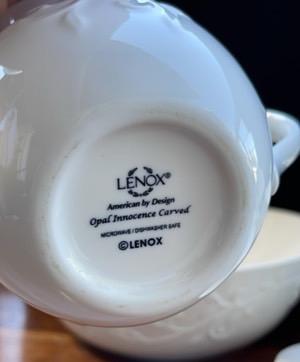 LENOX®
American by Design
Opal Innocence Carved
MICROWAVE / DISHWASHER SAFE
©LENOX